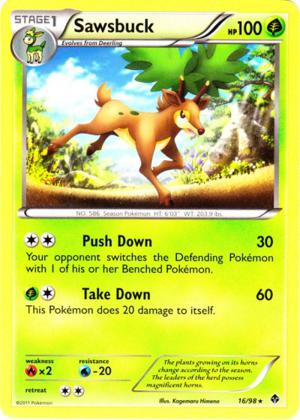 STAGE1 Sawsbuck HP100
Evolves from Deerling
NO. 586 Season Pokémon HT. 6'03" WT. 203.9 lbs.
Push Down 30
Your opponent switches the Defending Pokémon
with 1 of his or her Benched Pokémon.
Take Down 60
This Pokémon does 20 damage to itself.
weakness resistance
×2 -20
retreat
The plants growing on its horns
change according to the season.
The leaders of the herd possess
magnificent horns.
©2011 Pokémon Illus. Kagemaru Himeno 16/98 ★